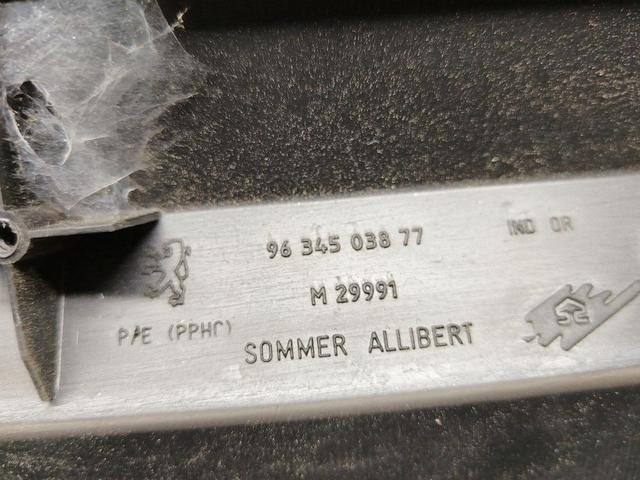 96 345 038 77
IND OR
M 29991
P/E (PPHC)
SOMMER ALLIBERT